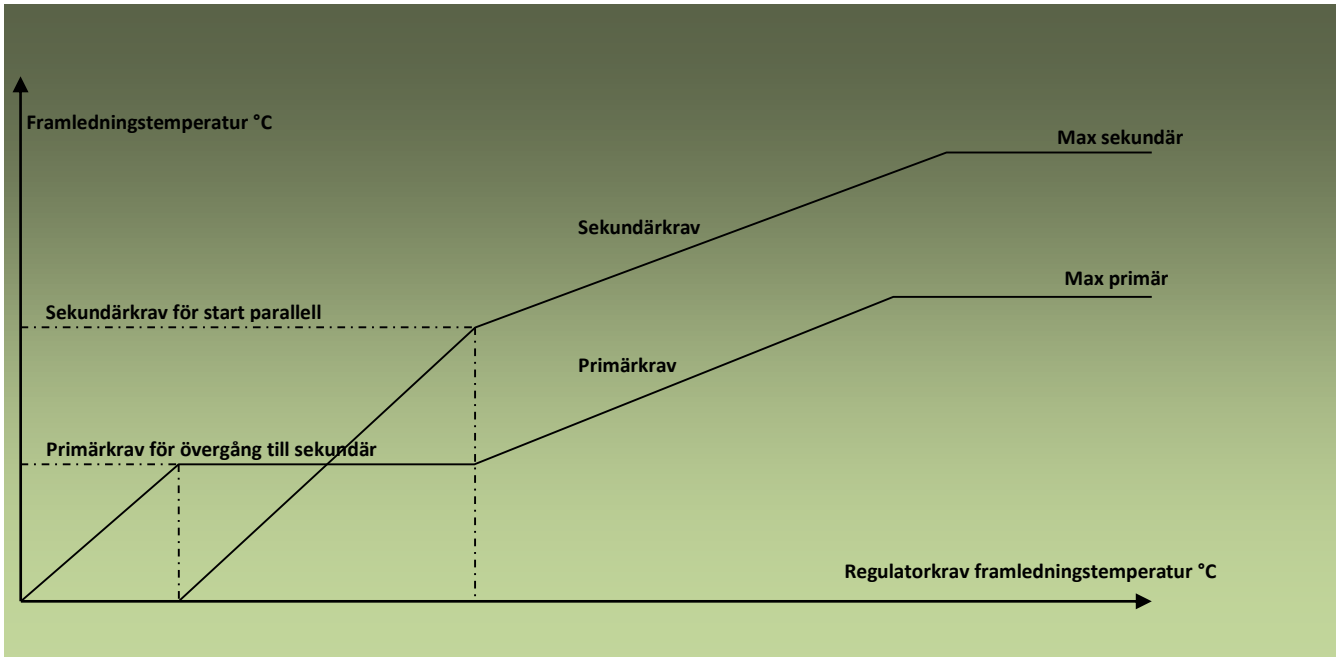 Framledningstemperatur °C
Max sekundär
Sekundärkrav
Max primär
Sekundärkrav för start parallell
Primärkrav
Primärkrav för övergång till sekundär
Regulatorkrav framledningstemperatur °C